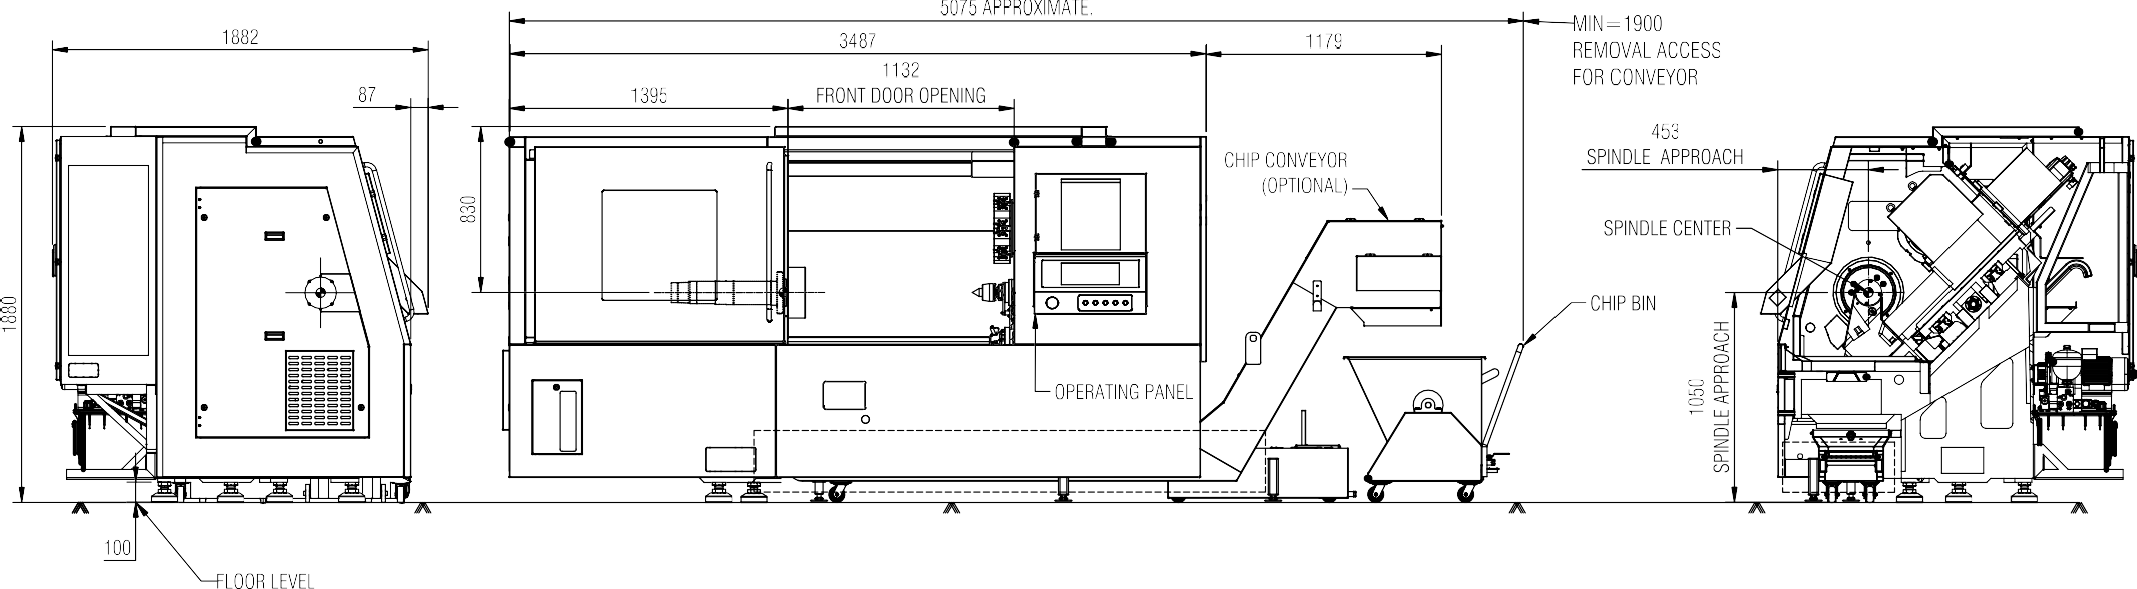 5075 APPROXIMATE.
MIN=1900
REMOVAL ACCESS
FOR CONVEYOR
1882
3487
1179
1132
FRONT DOOR OPENING
1395
87
453
SPINDLE APPROACH
CHIP CONVEYOR
(OPTIONAL)
830
SPINDLE CENTER
1880
CHIP BIN
1050
SPINDLE APPROACH
OPERATING PANEL
100
FLOOR LEVEL